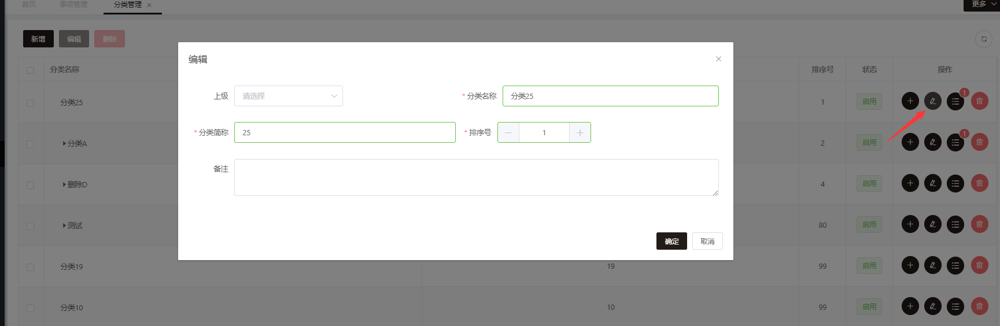 首页 事项管理 分类管理 × 更多
新增 编辑 删除
编辑 ×
分类名称 排序号 状态 操作
上级 请选择 * 分类名称 分类25
分类25 1 启用 1
* 分类简称 25 * 排序号 1
分类A 2 启用 1
备注
删除D 4 启用
测试 80 启用
确定 取消
分类19 19 99 启用
分类10 10 99 启用